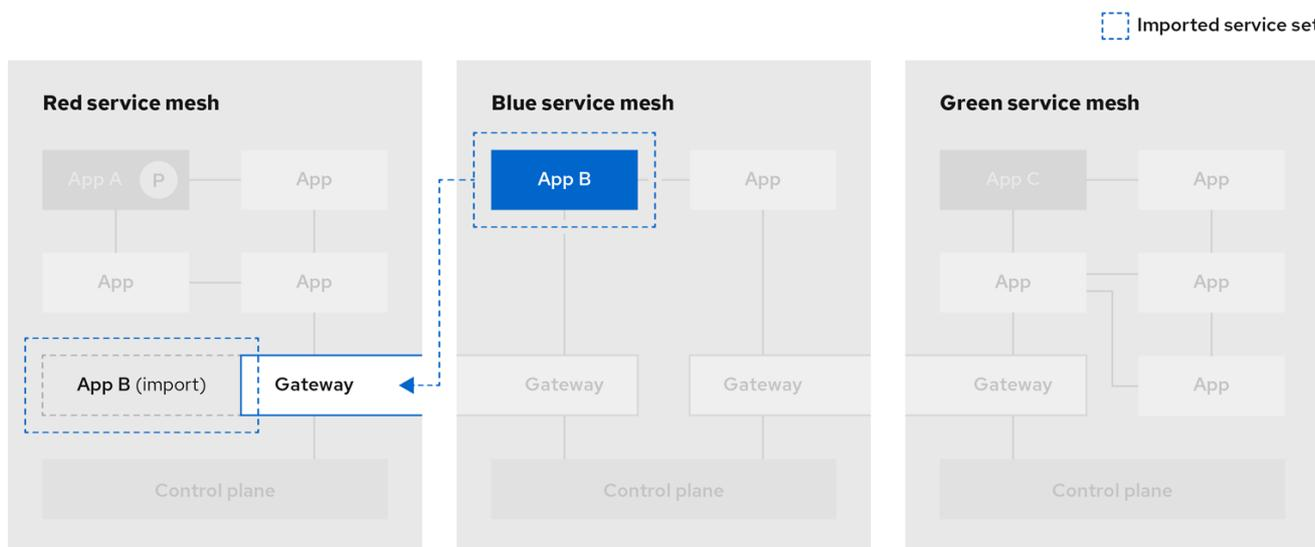 Imported service set
Red service mesh
App A
P
App
App
App
App B (import)
Gateway
Control plane
Blue service mesh
App B
App
Gateway
Gateway
Control plane
Green service mesh
App C
App
App
App
Gateway
App
Control plane